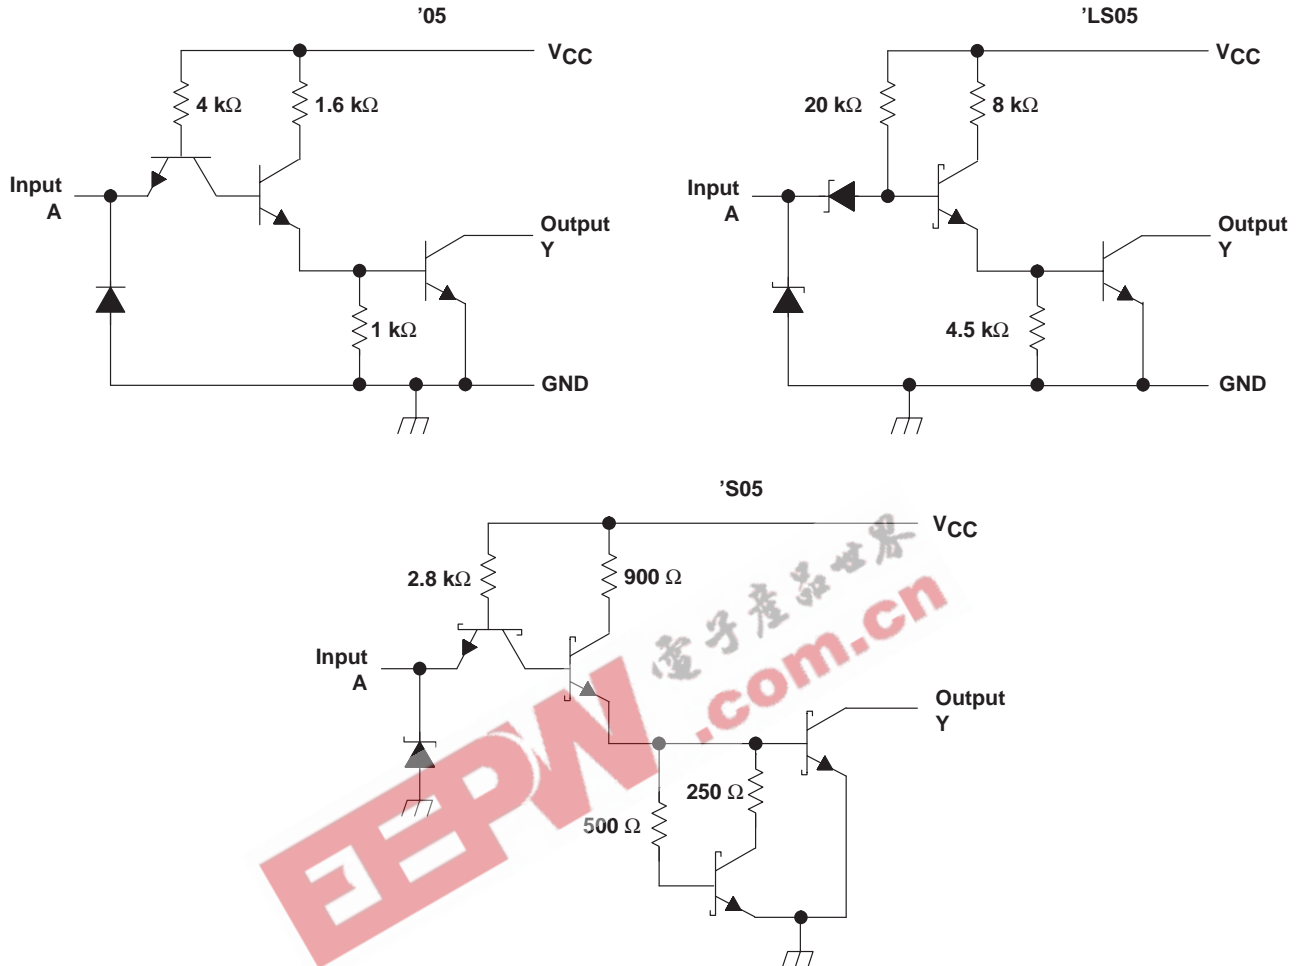 '05
VCC
4 kΩ
1.6 kΩ
Input
A
Output
Y
1 kΩ
GND
'LS05
VCC
20 kΩ
8 kΩ
Input
A
Output
Y
4.5 kΩ
GND
'S05
VCC
2.8 kΩ
900 Ω
Input
A
Output
Y
250 Ω
500 Ω
EEPW.com.cn
電子產品世界